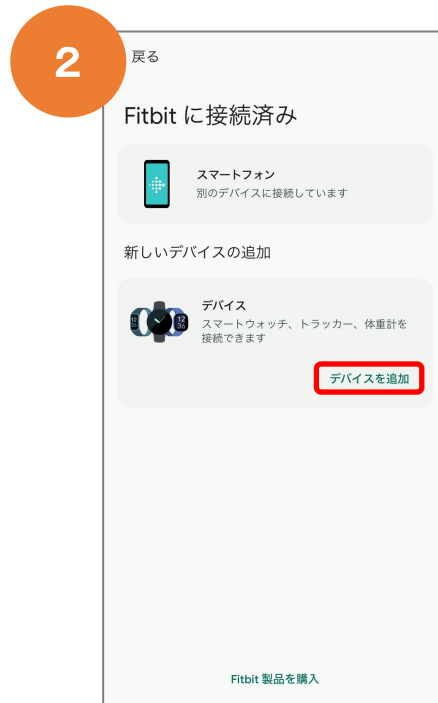 2
戻る
Fitbit に接続済み
スマートフォン
別のデバイスに接続しています
新しいデバイスの追加
デバイス
スマートウォッチ、トラッカー、体重計を
接続できます
デバイスを追加
Fitbit 製品を購入